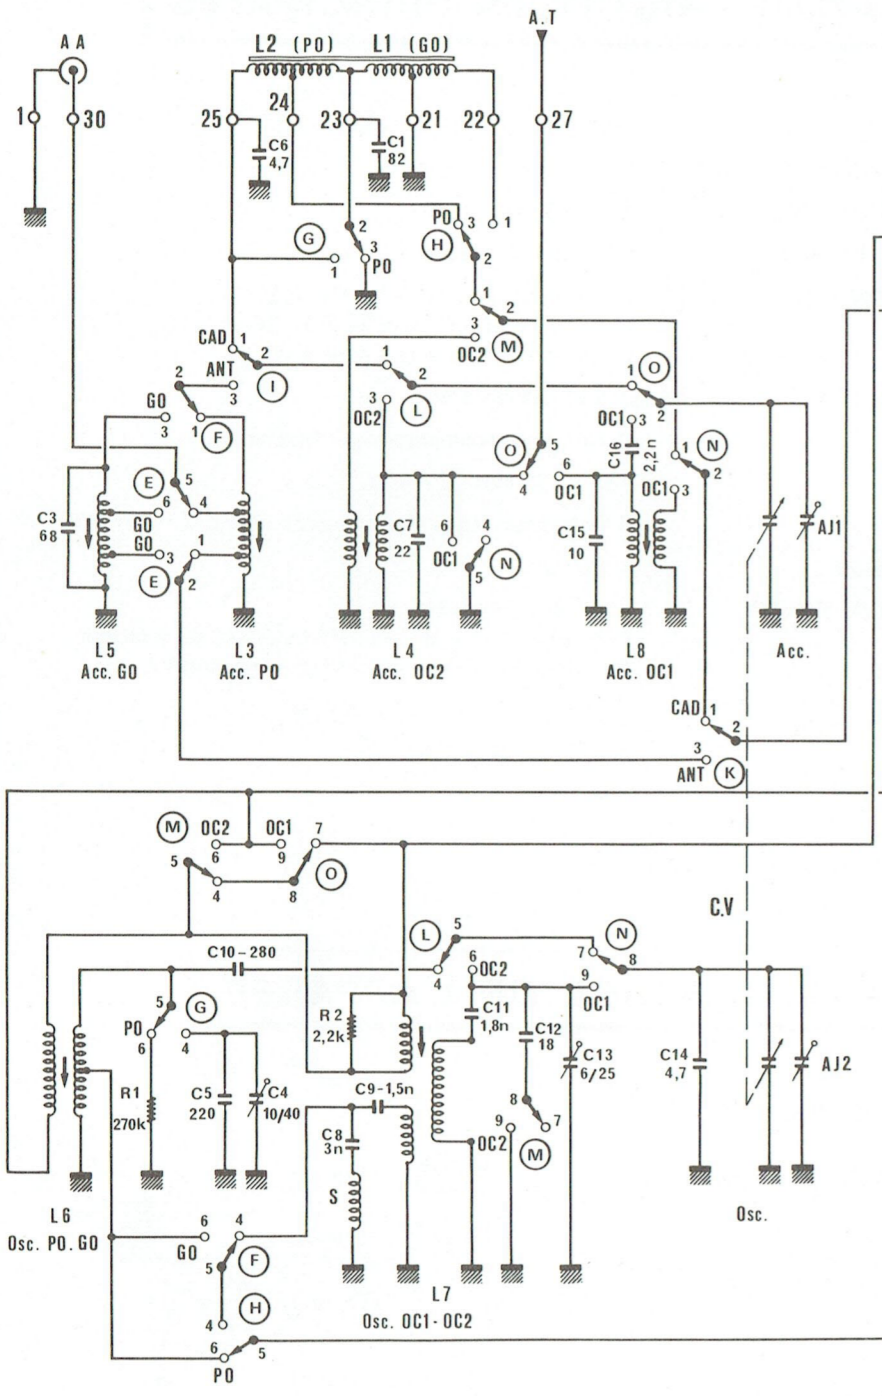 A.T
A A
L2 (PO) L1 (GO)
1 30 25 24 23 21 22 27
C6
4,7
C1
82
PO 3 1
2
G 3 H
1 PO 2
1
2
3
CAD 1 OC2 M
2 1
ANT I 2 1 O
2 3 2
GO 3 L
3 1 F OC2 OC1 3
5 O 5 C16 2,2n 1 N
E 6 2
C3
68
6 4 4 OC1 OC1 3
GO
GO C7
22
6 4 C15
10
3 1 OC1 N AJ1
E 2 5
L5
Acc. GO
L3
Acc. PO
L4
Acc. OC2
L8
Acc. OC1
Acc.
CAD 1
2
3
ANT K
M OC2 OC1 7
5 6 9
4 8 O
C.V
L 5 N
C10-280 7 8
4 6 OC2
9
5 G OC1
PO R2
2,2k
C11
1,8n
C12
18
C13
6/25
C14
4,7
AJ2
6 4
R1
270k
C5
220
C4
10/40
C9-1,5n
8
C8
3n
9 7
OC2 M
S
L6
Osc. PO.GO
6 4
GO
5 F
Osc.
H
L7
Osc. OC1-OC2
4
6 5
PO